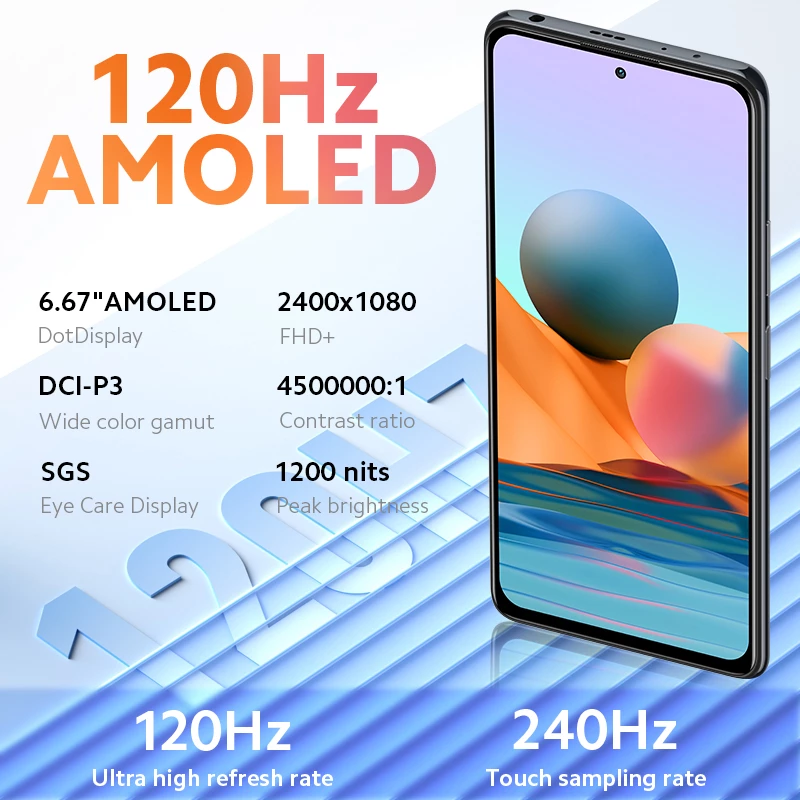 120Hz
AMOLED
6.67"AMOLED
DotDisplay
2400x1080
FHD+
DCI-P3
Wide color gamut
4500000:1
Contrast ratio
SGS
Eye Care Display
1200 nits
Peak brightness
120Hz
120Hz
Ultra high refresh rate
240Hz
Touch sampling rate